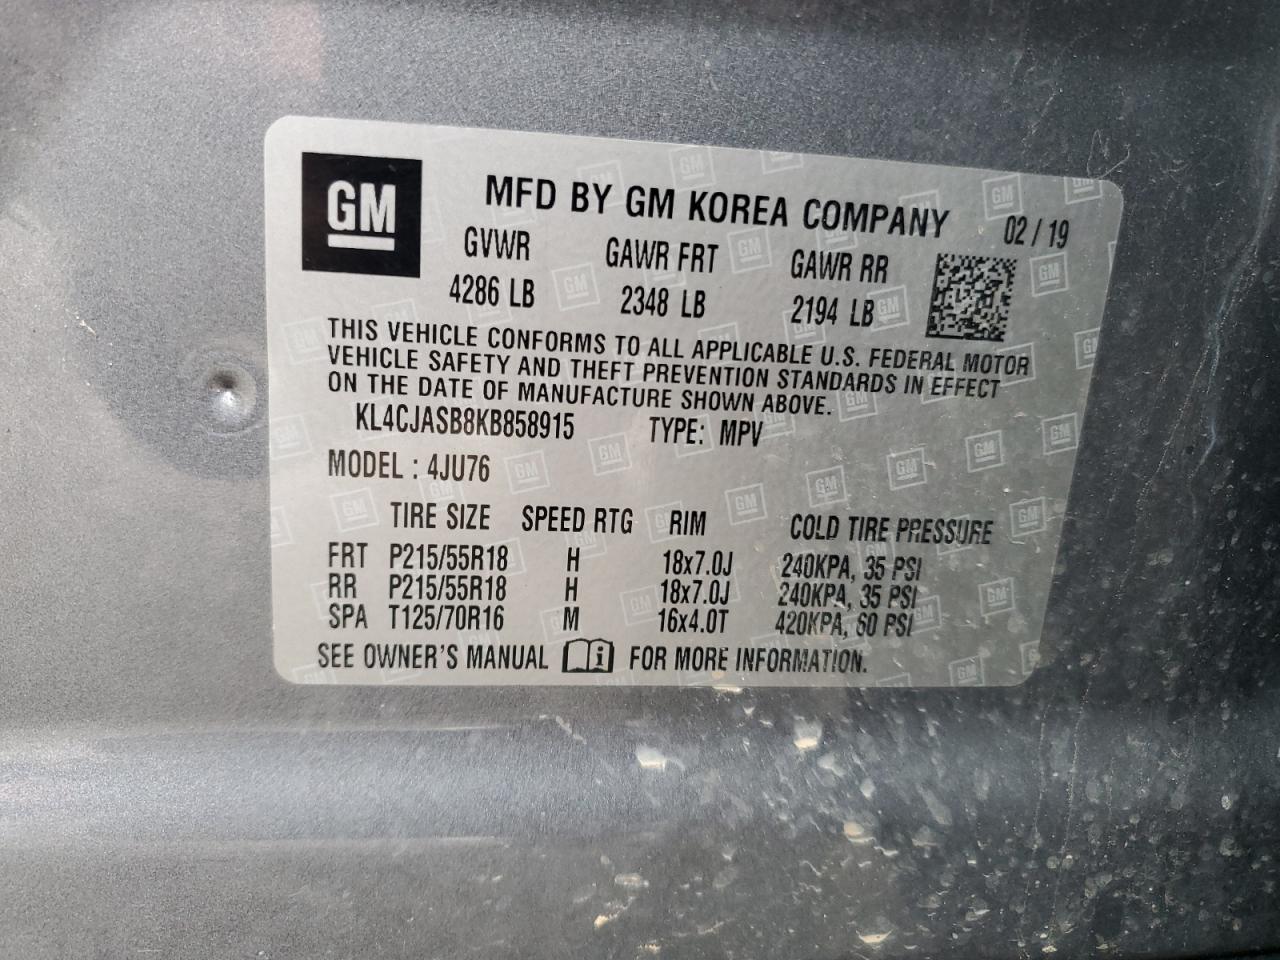 GM
MFD BY GM KOREA COMPANY 02 / 19
GVWR GAWR FRT GAWR RR
4286 LB 2348 LB 2194 LB
THIS VEHICLE CONFORMS TO ALL APPLICABLE U.S. FEDERAL MOTOR
VEHICLE SAFETY AND THEFT PREVENTION STANDARDS IN EFFECT
ON THE DATE OF MANUFACTURE SHOWN ABOVE.
KL4CJASB8KB858915 TYPE: MPV
MODEL : 4JU76
TIRE SIZE SPEED RTG RIM COLD TIRE PRESSURE
FRT P215/55R18 H 18x7.0J 240KPA, 35 PSI
RR P215/55R18 H 18x7.0J 240KPA, 35 PSI
SPA T125/70R16 M 16x4.0T 420KPA, 60 PSI
SEE OWNER'S MANUAL i FOR MORE INFORMATION.